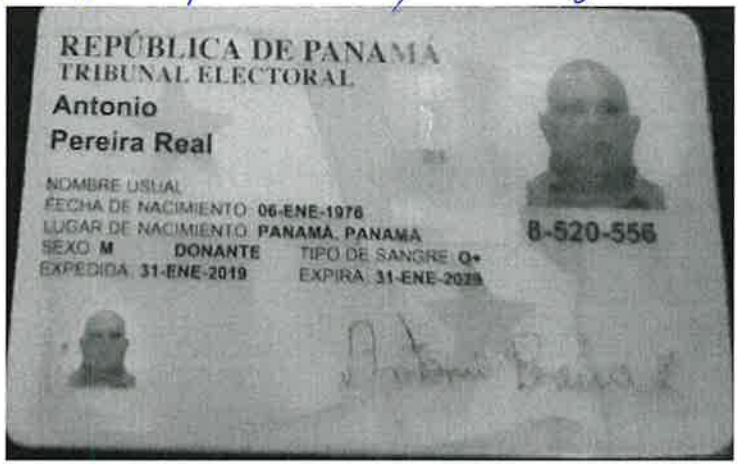 REPÚBLICA DE PANAMÁ
TRIBUNAL ELECTORAL
Antonio
Pereira Real
NOMBRE USUAL
FECHA DE NACIMIENTO: 06-ENE-1976
LUGAR DE NACIMIENTO: PANAMÁ, PANAMÁ
SEXO: M DONANTE TIPO DE SANGRE: O+
EXPEDIDA: 31-ENE-2019 EXPIRA: 31-ENE-2029
8-520-556